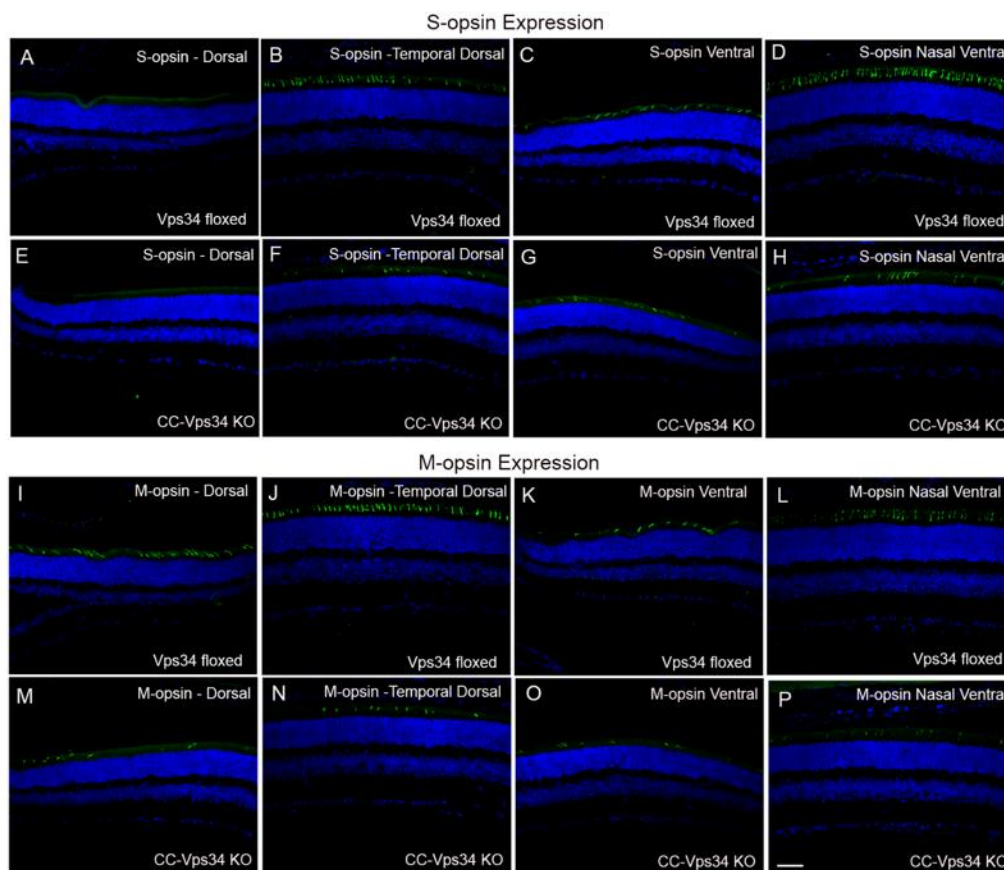 S-opsin Expression
A S-opsin - Dorsal
Vps34 floxed
B S-opsin -Temporal Dorsal
Vps34 floxed
C S-opsin Ventral
Vps34 floxed
D S-opsin Nasal Ventral
Vps34 floxed
E S-opsin - Dorsal
CC-Vps34 KO
F S-opsin -Temporal Dorsal
CC-Vps34 KO
G S-opsin Ventral
CC-Vps34 KO
H S-opsin Nasal Ventral
CC-Vps34 KO
M-opsin Expression
I M-opsin - Dorsal
Vps34 floxed
J M-opsin -Temporal Dorsal
Vps34 floxed
K M-opsin Ventral
Vps34 floxed
L M-opsin Nasal Ventral
Vps34 floxed
M M-opsin - Dorsal
CC-Vps34 KO
N M-opsin -Temporal Dorsal
CC-Vps34 KO
O M-opsin Ventral
CC-Vps34 KO
P M-opsin Nasal Ventral
CC-Vps34 KO